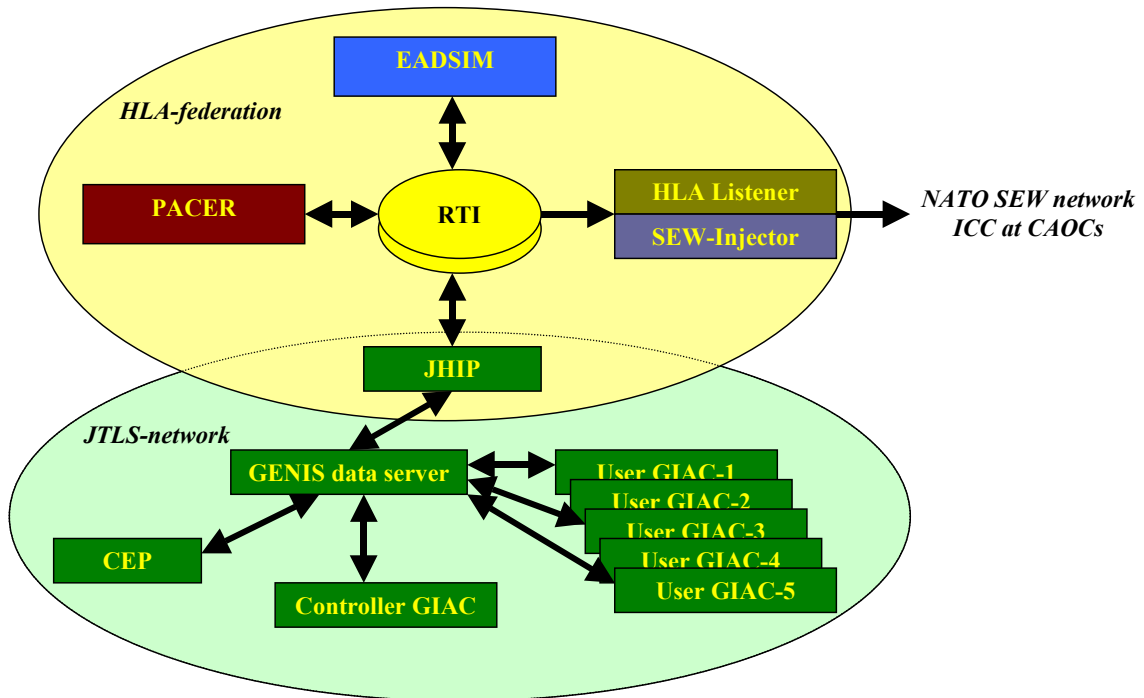 EADSIM
HLA-federation
PACER
RTI
HLA Listener
SEW-Injector
NATO SEW network
ICC at CAOCs
JHIP
JTLS-network
GENIS data server
User GIAC-1
User GIAC-2
User GIAC-3
User GIAC-4
User GIAC-5
CEP
Controller GIAC